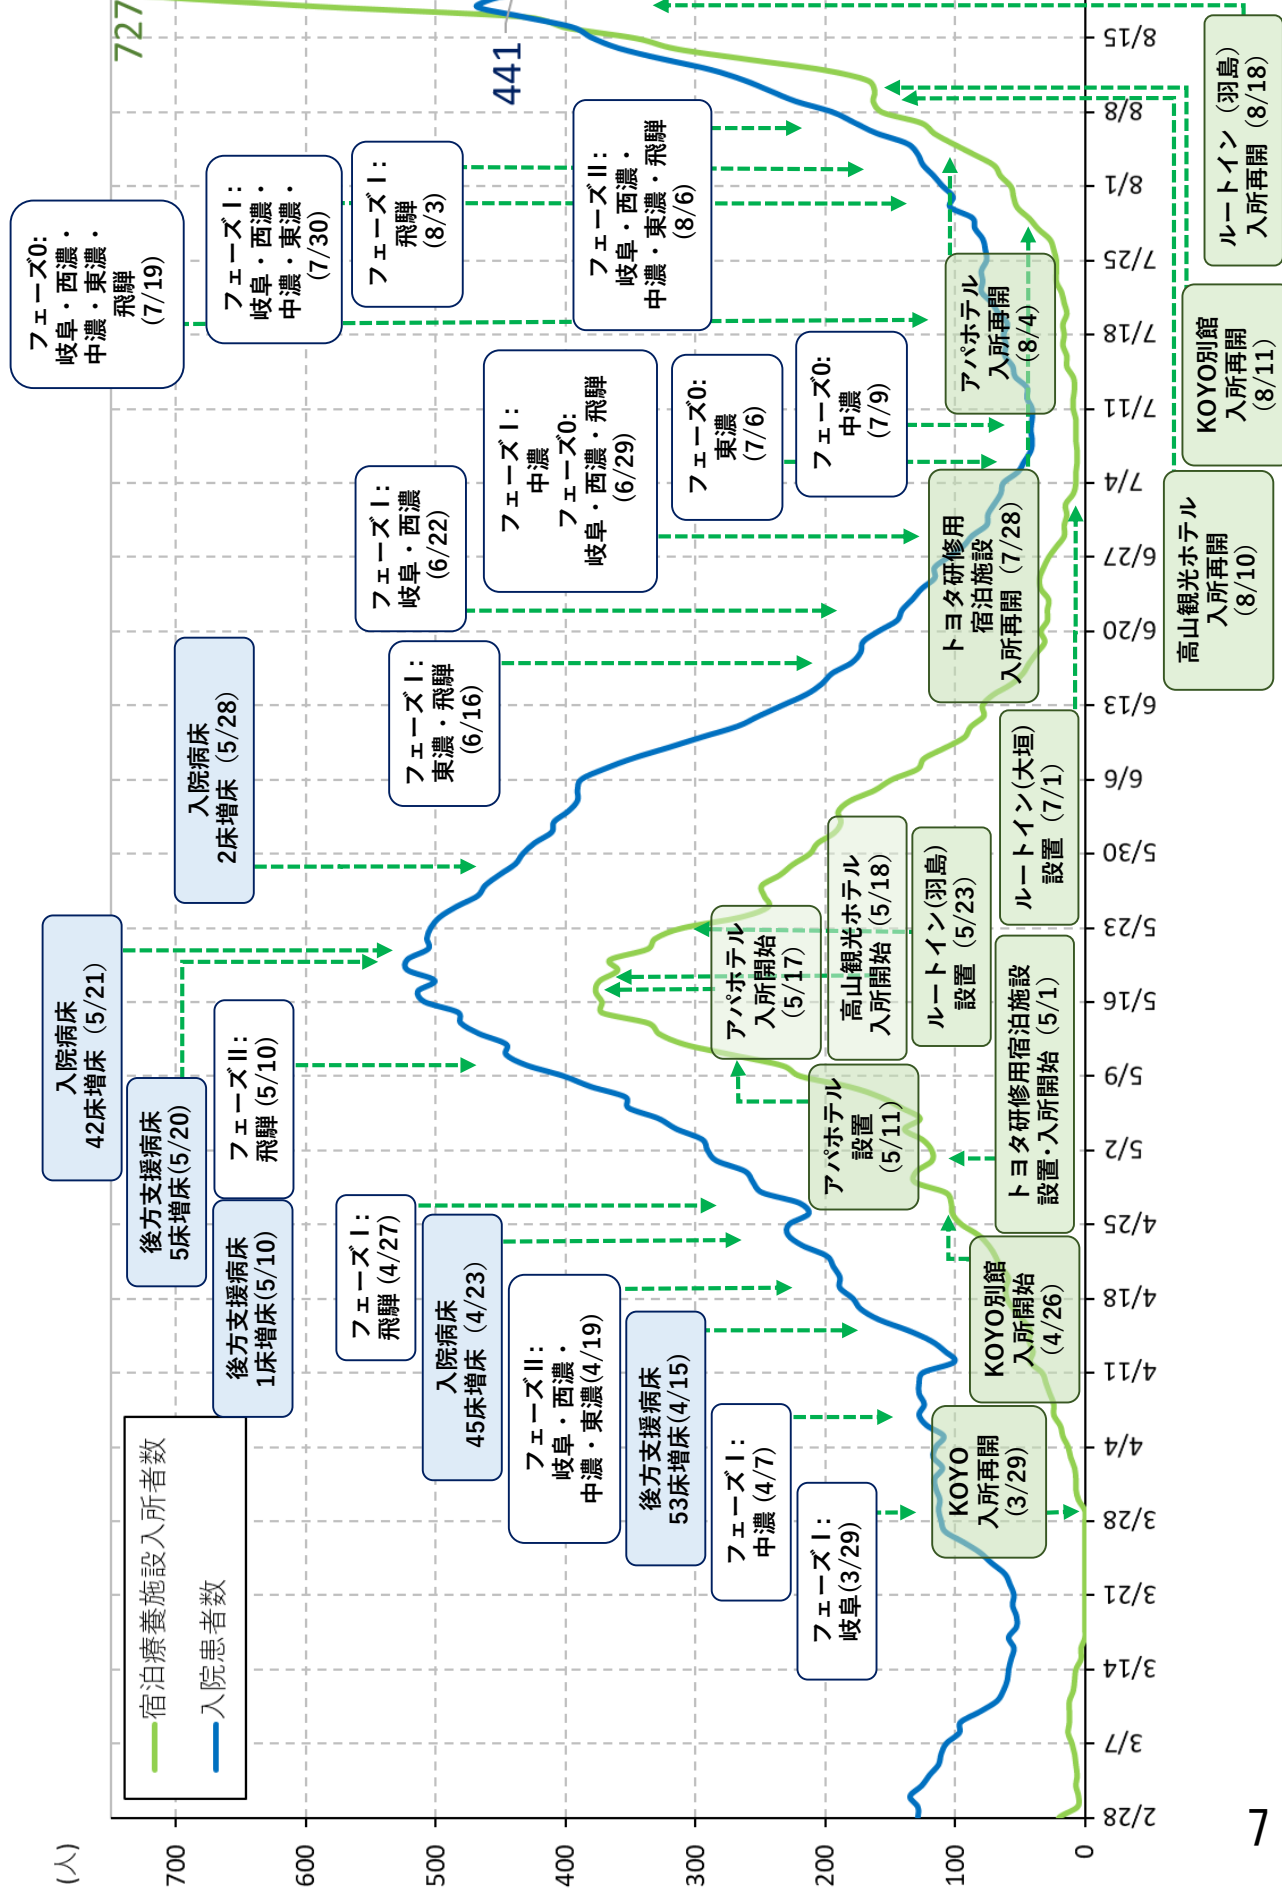 (人)
727
441
宿泊療養施設入所者数
入院患者数
700
600
500
400
300
200
100
0
2/28
3/7
3/14
3/21
3/28
4/4
4/11
4/18
4/25
5/2
5/9
5/16
5/23
5/30
6/6
6/13
6/20
6/27
7/4
7/11
7/18
7/25
8/1
8/8
8/15
フェーズⅠ:
岐阜(3/29)
フェーズⅠ:
中濃 (4/7)
後方支援病床
53床増床(4/15)
フェーズⅡ:
岐阜・西濃・
中濃・東濃(4/19)
入院病床
45床増床（4/23)
フェーズⅠ:
飛騨 (4/27)
後方支援病床
1床増床(5/10)
フェーズⅡ:
飛騨 (5/10)
後方支援病床
5床増床(5/20)
入院病床
42床増床（5/21)
入院病床
2床増床（5/28)
フェーズⅠ:
東濃・飛騨
(6/16)
フェーズⅠ:
岐阜・西濃
(6/22)
フェーズⅠ:
中濃
フェーズ0:
岐阜・西濃・飛騨
(6/29)
フェーズ0:
東濃
(7/6)
フェーズ0:
中濃
(7/9)
フェーズ0:
岐阜・西濃・
中濃・東濃・
飛騨
(7/19)
フェーズⅠ:
岐阜・西濃・
中濃・東濃・
(7/30)
フェーズⅠ:
飛騨
(8/3)
フェーズⅡ:
岐阜・西濃・
中濃・東濃・飛騨
(8/6)
KOYO
入所再開
(3/29)
KOYO別館
入所開始
(4/26)
トヨタ研修用宿泊施設
設置･入所開始（5/1)
アパホテル
設置
(5/11)
アパホテル
入所開始
(5/17)
高山観光ホテル
入所開始（5/18)
ルートイン(羽島)
設置（5/23)
ルートイン(大垣)
設置（7/1)
トヨタ研修用
宿泊施設
入所再開（7/28)
アパホテル
入所再開
(8/4)
高山観光ホテル
入所再開
(8/10)
KOYO別館
入所再開
(8/11)
ルートイン（羽島）
入所再開（8/18)
7